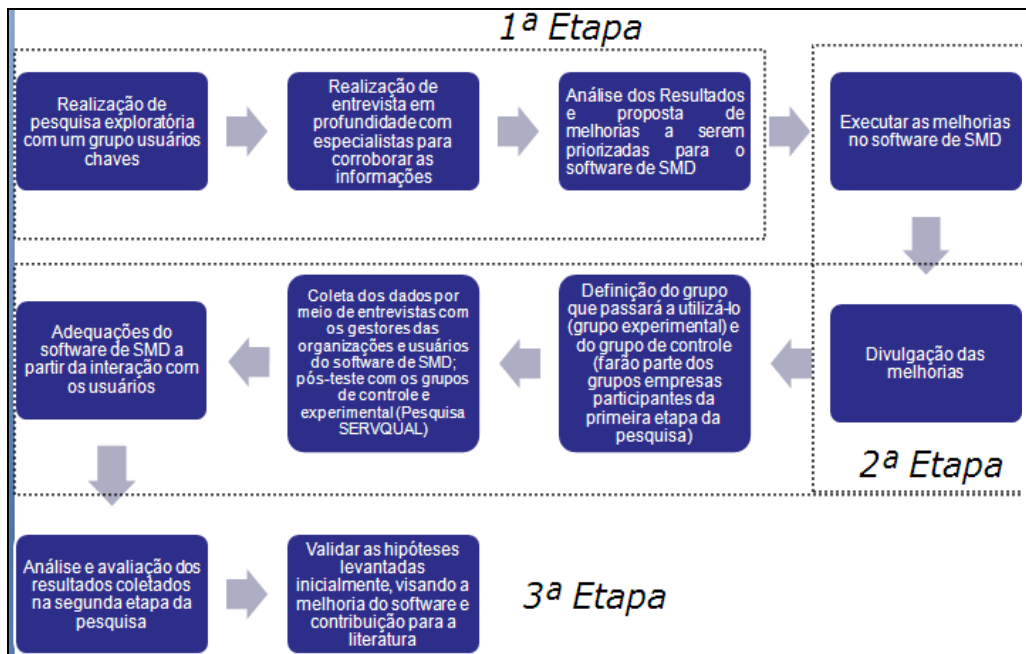 1ª Etapa
Realização de
pesquisa exploratória
com um grupo usuários
chaves
Realização de
entrevista em
profundidade com
especialistas para
corroborar as
informações
Análise dos Resultados
e proposta de
melhorias a serem
priorizadas para o
software de SMD
Executar as melhorias
no software de SMD
Divulgação das
melhorias
Definição do grupo
que passará a utilizá-lo
(grupo experimental) e
do grupo de controle
(farão parte dos
grupos empresas
participantes da
primeira etapa da
pesquisa)
Coleta dos dados por
meio de entrevistas com
os gestores das
organizações e usuários
do software de SMD;
pós-teste com os grupos
de controle e
experimental (Pesquisa
SERVQUAL)
Adequações do
software de SMD a
partir da interação com
os usuários
2ª Etapa
Análise e avaliação dos
resultados coletados
na segunda etapa da
pesquisa
Validar as hipóteses
levantadas
inicialmente, visando a
melhoria do software e
contribuição para a
literatura
3ª Etapa